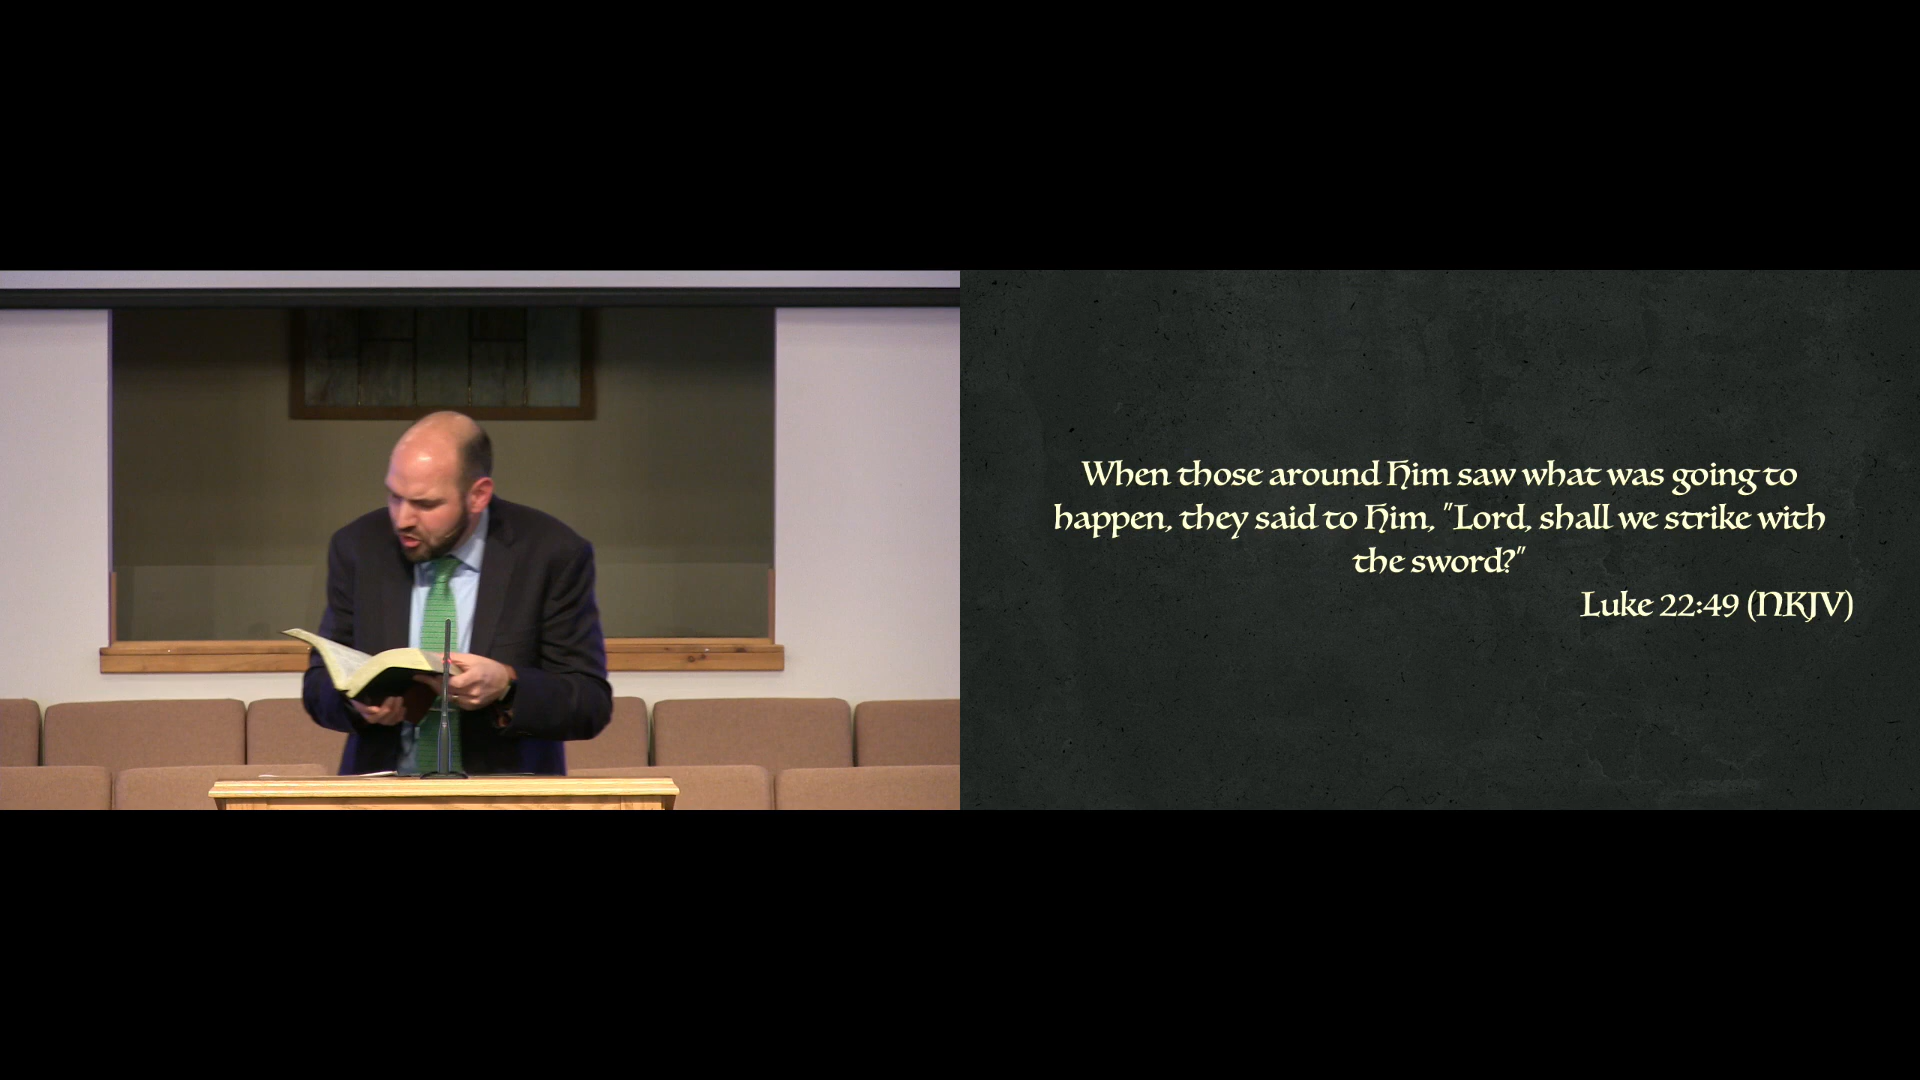 When those around Him saw what was going to
happen, they said to Him, "Lord, shall we strike with
the sword?"
Luke 22:49 (NKJV)